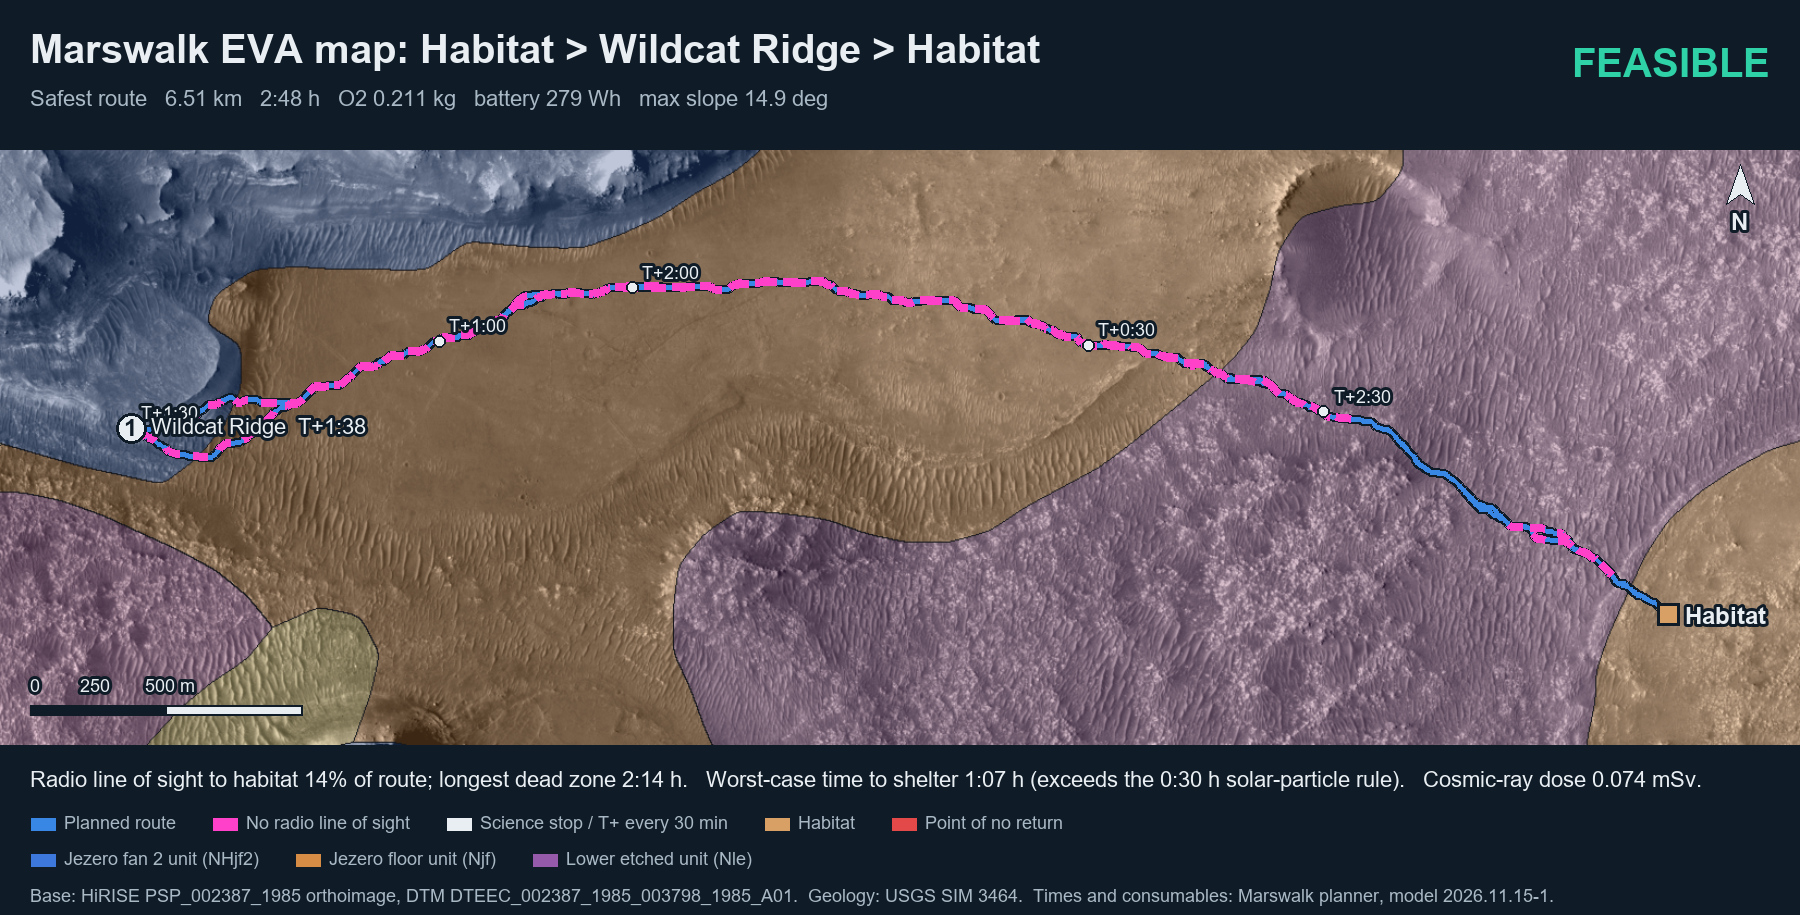 Marswalk EVA map: Habitat > Wildcat Ridge > Habitat
FEASIBLE
Safest route 6.51 km 2:48 h O2 0.211 kg battery 279 Wh max slope 14.9 deg
N
T+2:00
T+1:00
T+0:30
T+2:30
T+1:30
1 Wildcat Ridge T+1:38
Habitat
0 250 500 m
Radio line of sight to habitat 14% of route; longest dead zone 2:14 h. Worst-case time to shelter 1:07 h (exceeds the 0:30 h solar-particle rule). Cosmic-ray dose 0.074 mSv.
Planned route No radio line of sight Science stop / T+ every 30 min Habitat Point of no return
Jezero fan 2 unit (NHjf2) Jezero floor unit (Njf) Lower etched unit (Nle)
Base: HiRISE PSP_002387_1985 orthoimage, DTM DTEEC_002387_1985_003798_1985_A01. Geology: USGS SIM 3464. Times and consumables: Marswalk planner, model 2026.11.15-1.